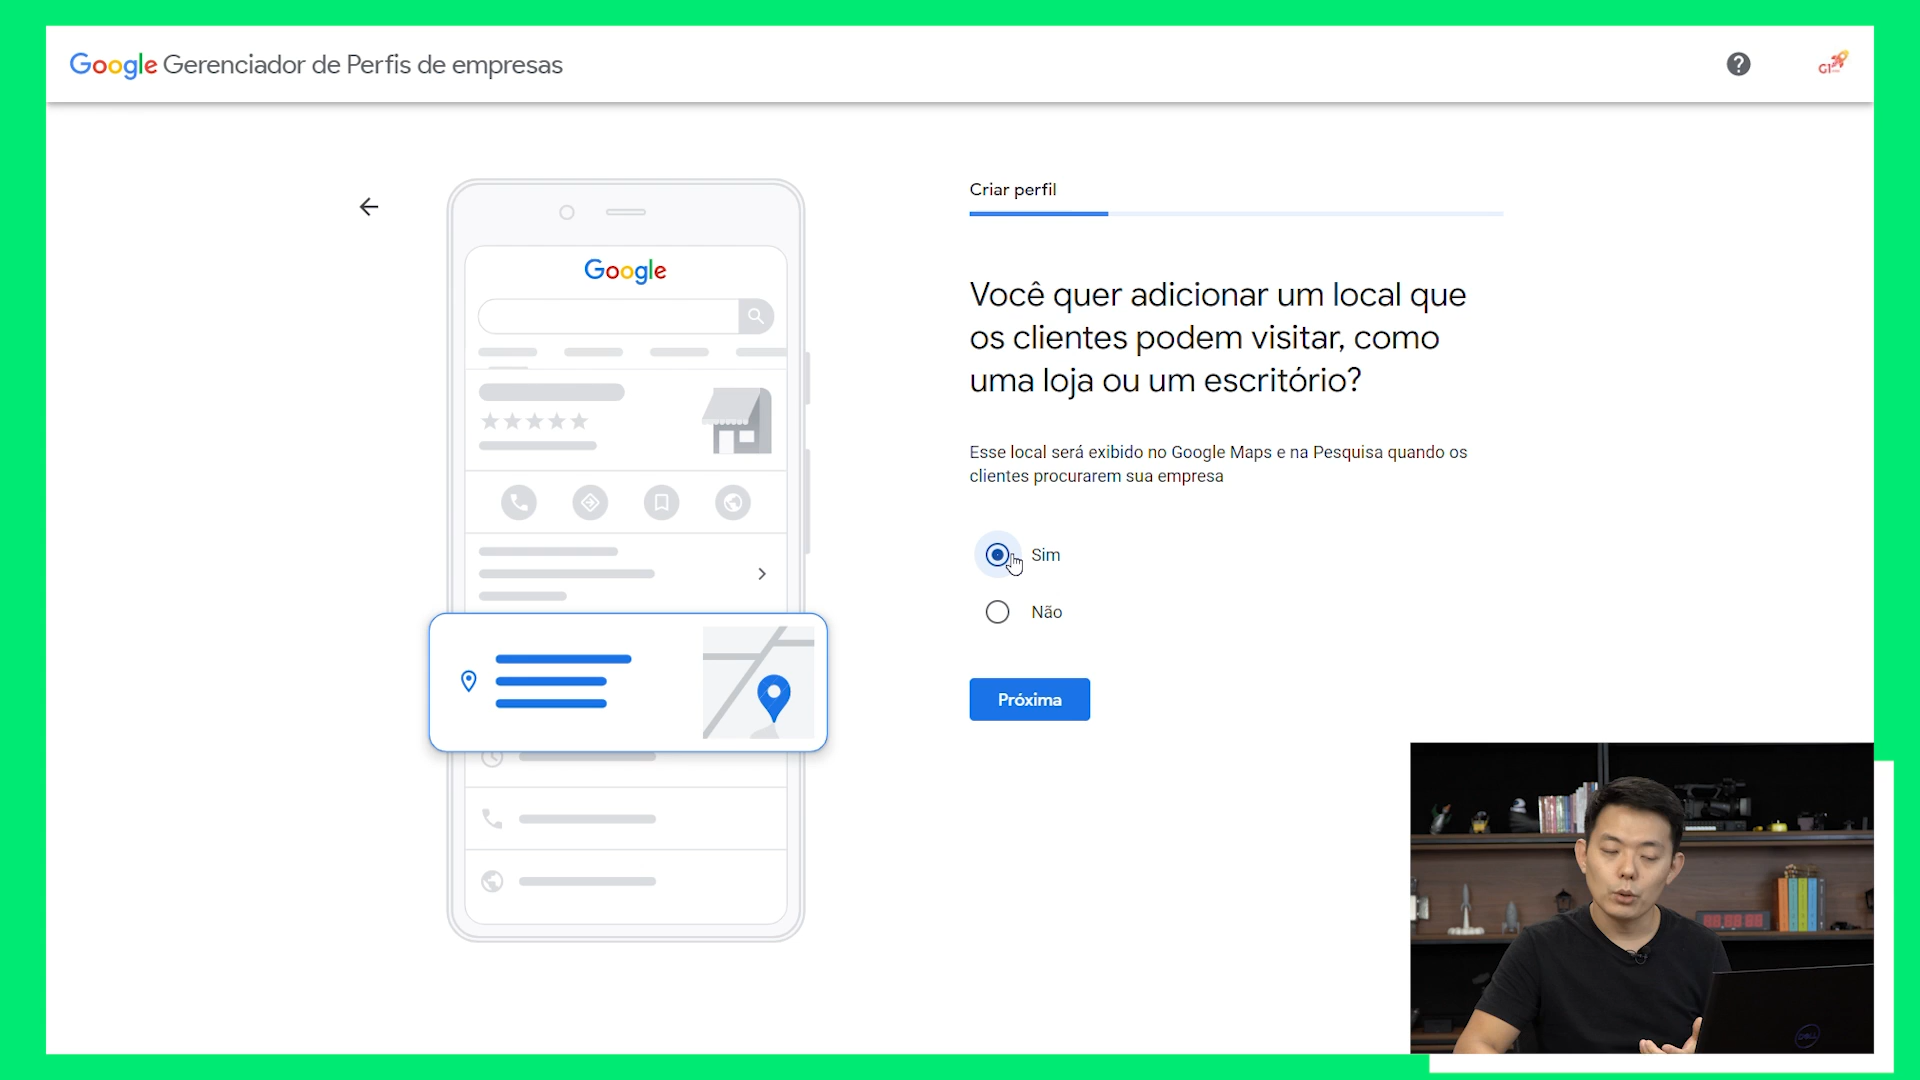 Google Gerenciador de Perfis de empresas
G1
Criar perfil
Google
Você quer adicionar um local que
os clientes podem visitar, como
uma loja ou um escritório?
Esse local será exibido no Google Maps e na Pesquisa quando os
clientes procurarem sua empresa
Sim
Não
Próxima
DELL